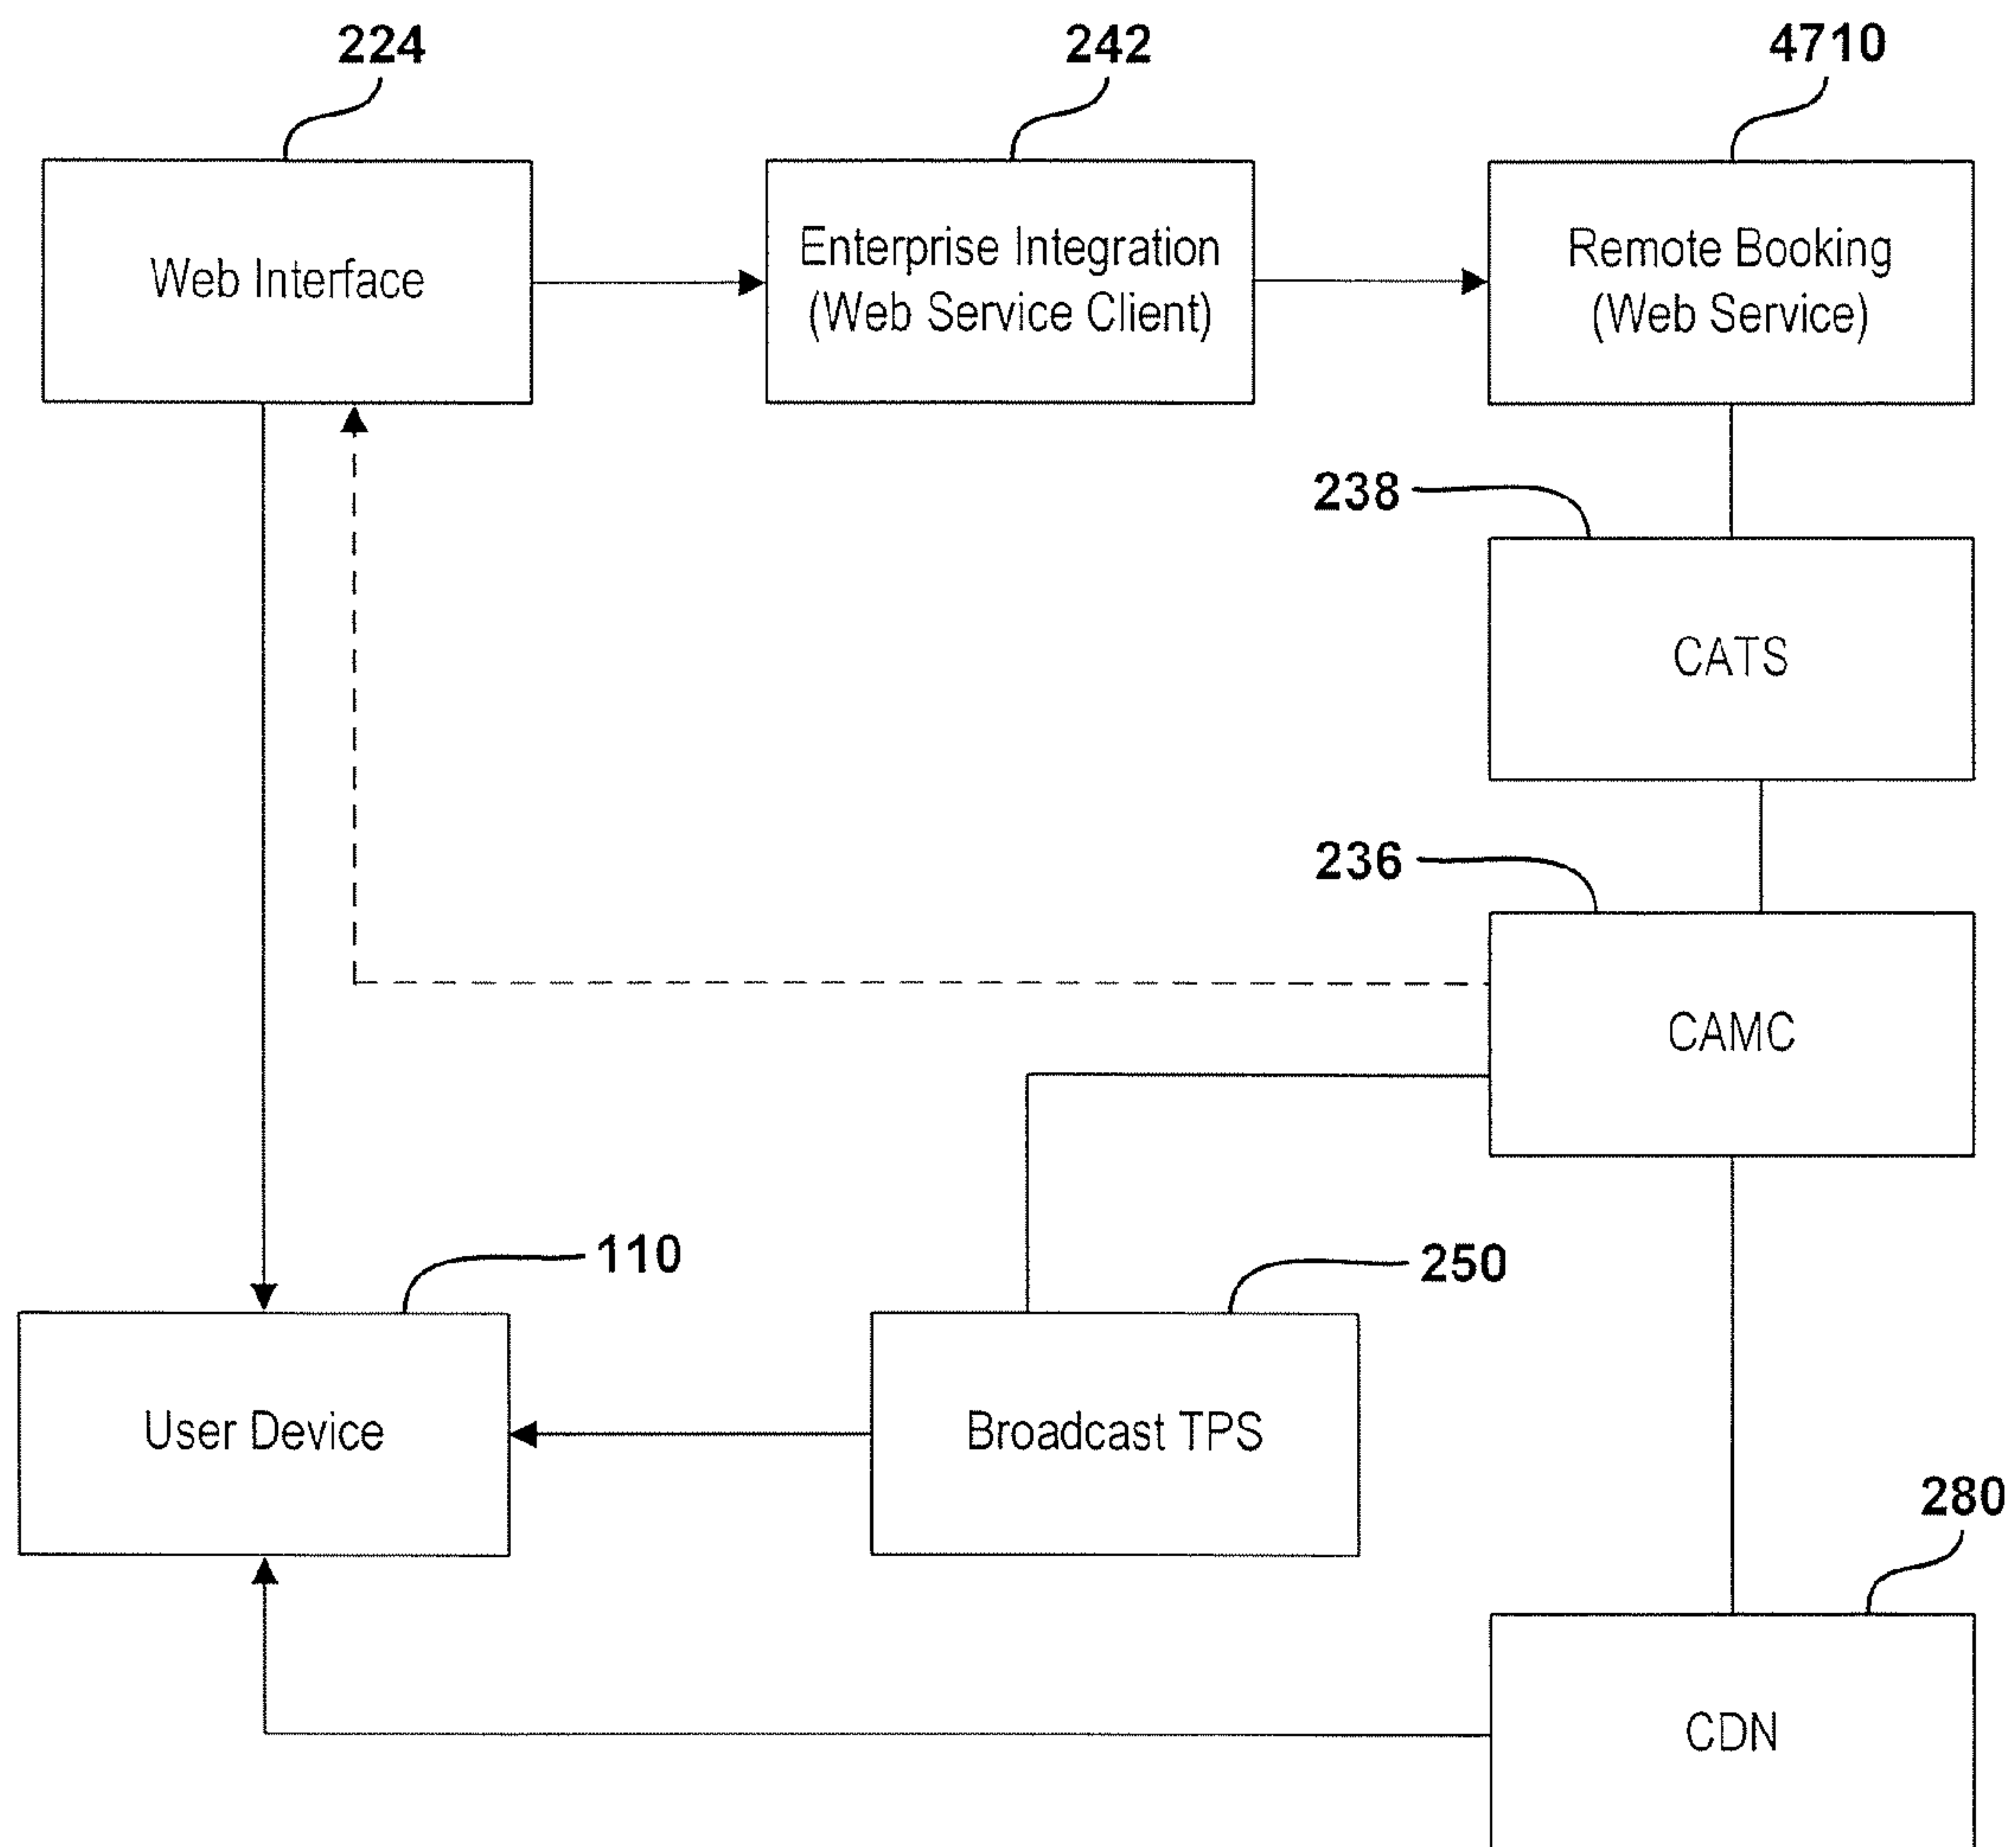 224
242
4710
Web Interface
Enterprise Integration
(Web Service Client)
Remote Booking
(Web Service)
238
CATS
236
CAMC
110
250
User Device
Broadcast TPS
280
CDN